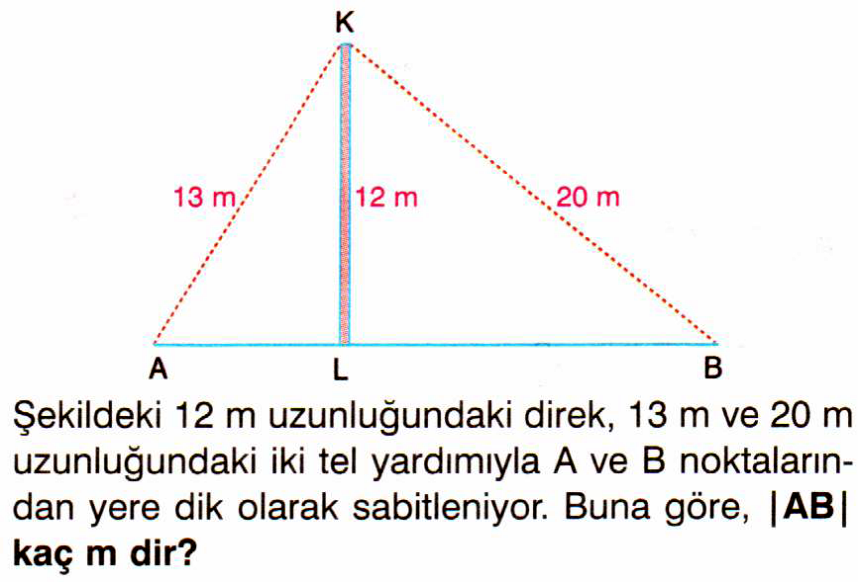 K
13 m
12 m
20 m
A
L
B
Şekildeki 12 m uzunluğundaki direk, 13 m ve 20 m
uzunluğundaki iki tel yardımıyla A ve B noktaların-
dan yere dik olarak sabitleniyor. Buna göre, |AB|
kaç m dir?